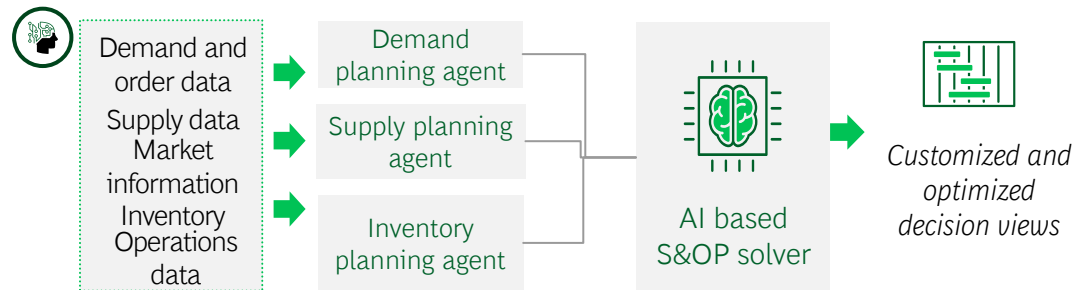 Demand and
order data
Supply data
Market
information
Inventory
Operations
data
Demand
planning agent
Supply planning
agent
Inventory
planning agent
AI based
S&OP solver
Customized and
optimized
decision views